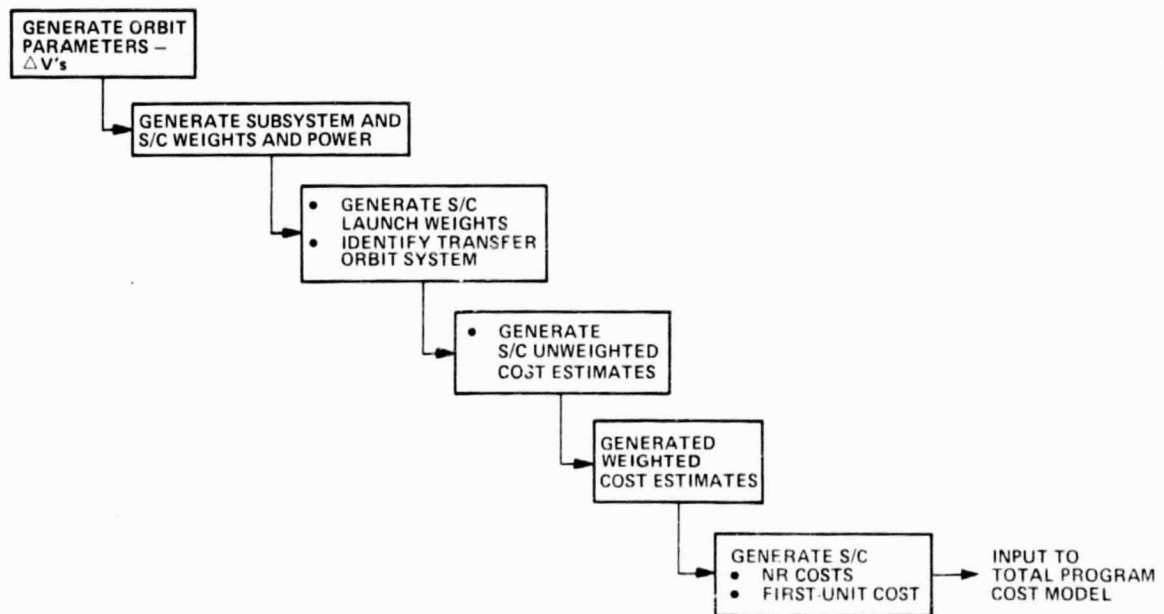 GENERATE ORBIT
PARAMETERS –
△V's
GENERATE SUBSYSTEM AND
S/C WEIGHTS AND POWER
• GENERATE S/C
LAUNCH WEIGHTS
• IDENTIFY TRANSFER
ORBIT SYSTEM
• GENERATE
S/C UNWEIGHTED
COST ESTIMATES
GENERATED
WEIGHTED
COST ESTIMATES
GENERATE S/C
• NR COSTS
• FIRST-UNIT COST
INPUT TO
TOTAL PROGRAM
COST MODEL